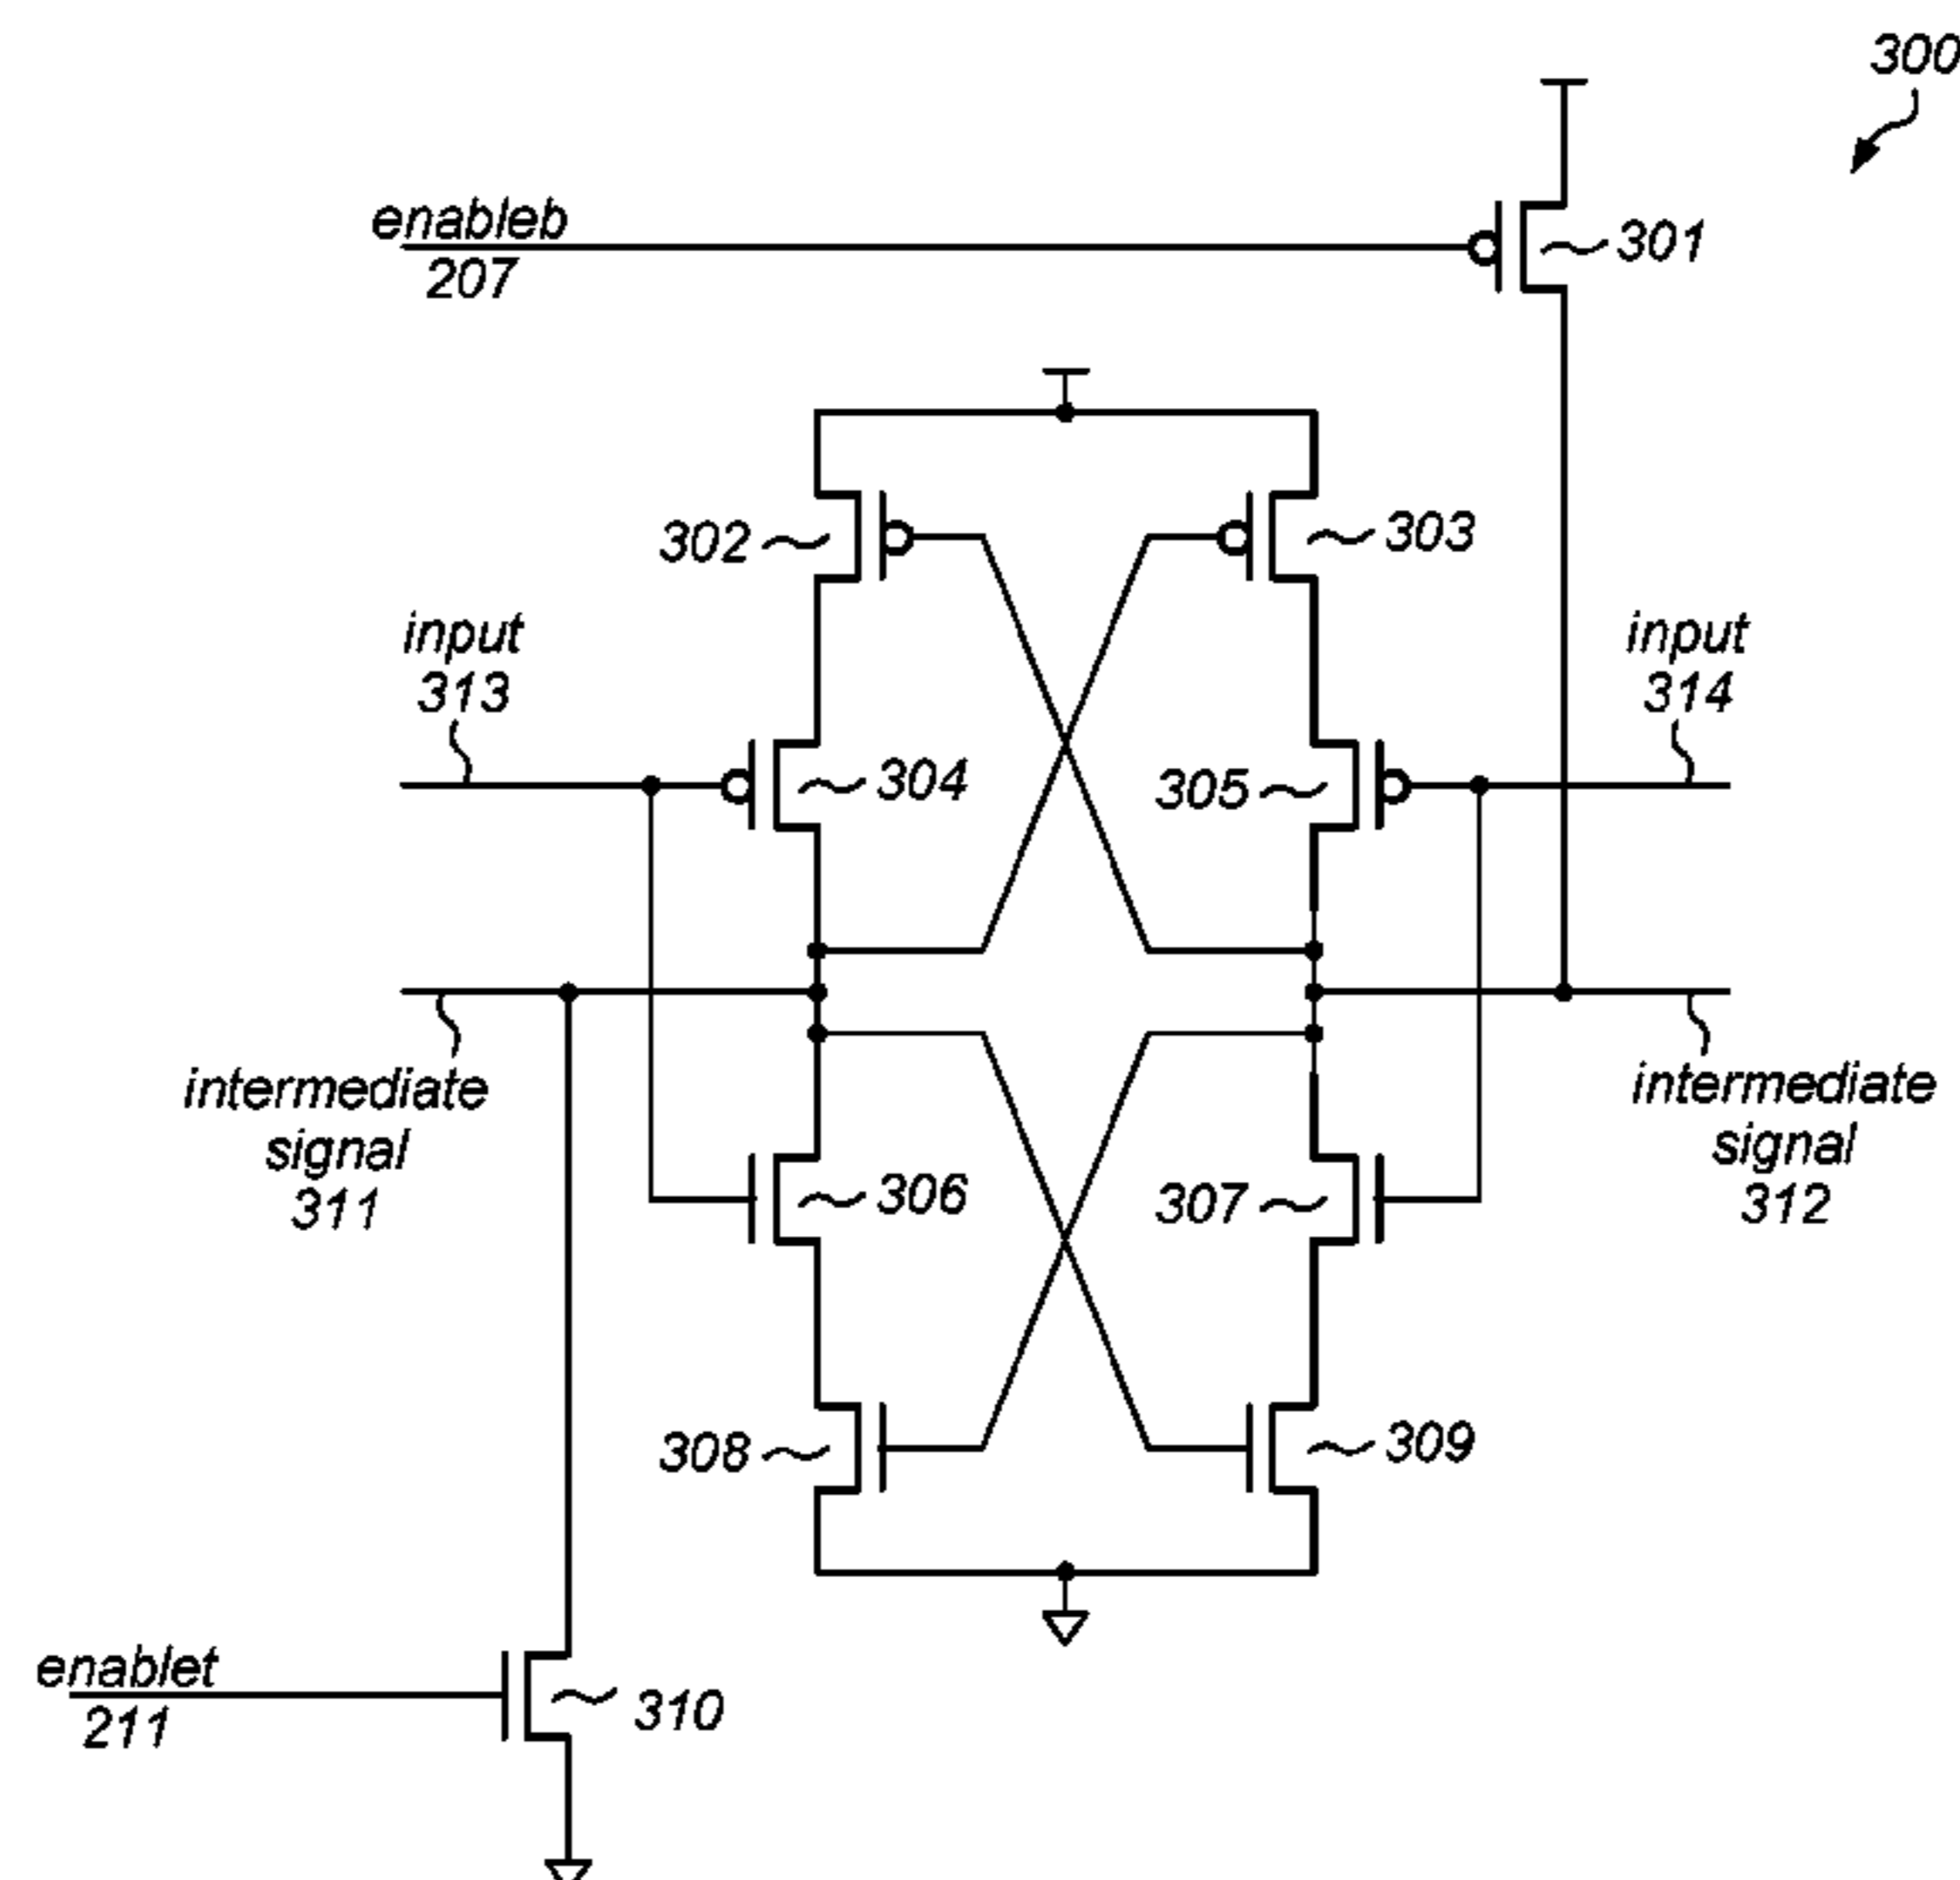 300
enableb
207
301
302
303
input
313
input
314
304
305
intermediate
signal
311
intermediate
signal
312
306
307
308
309
enablet
211
310